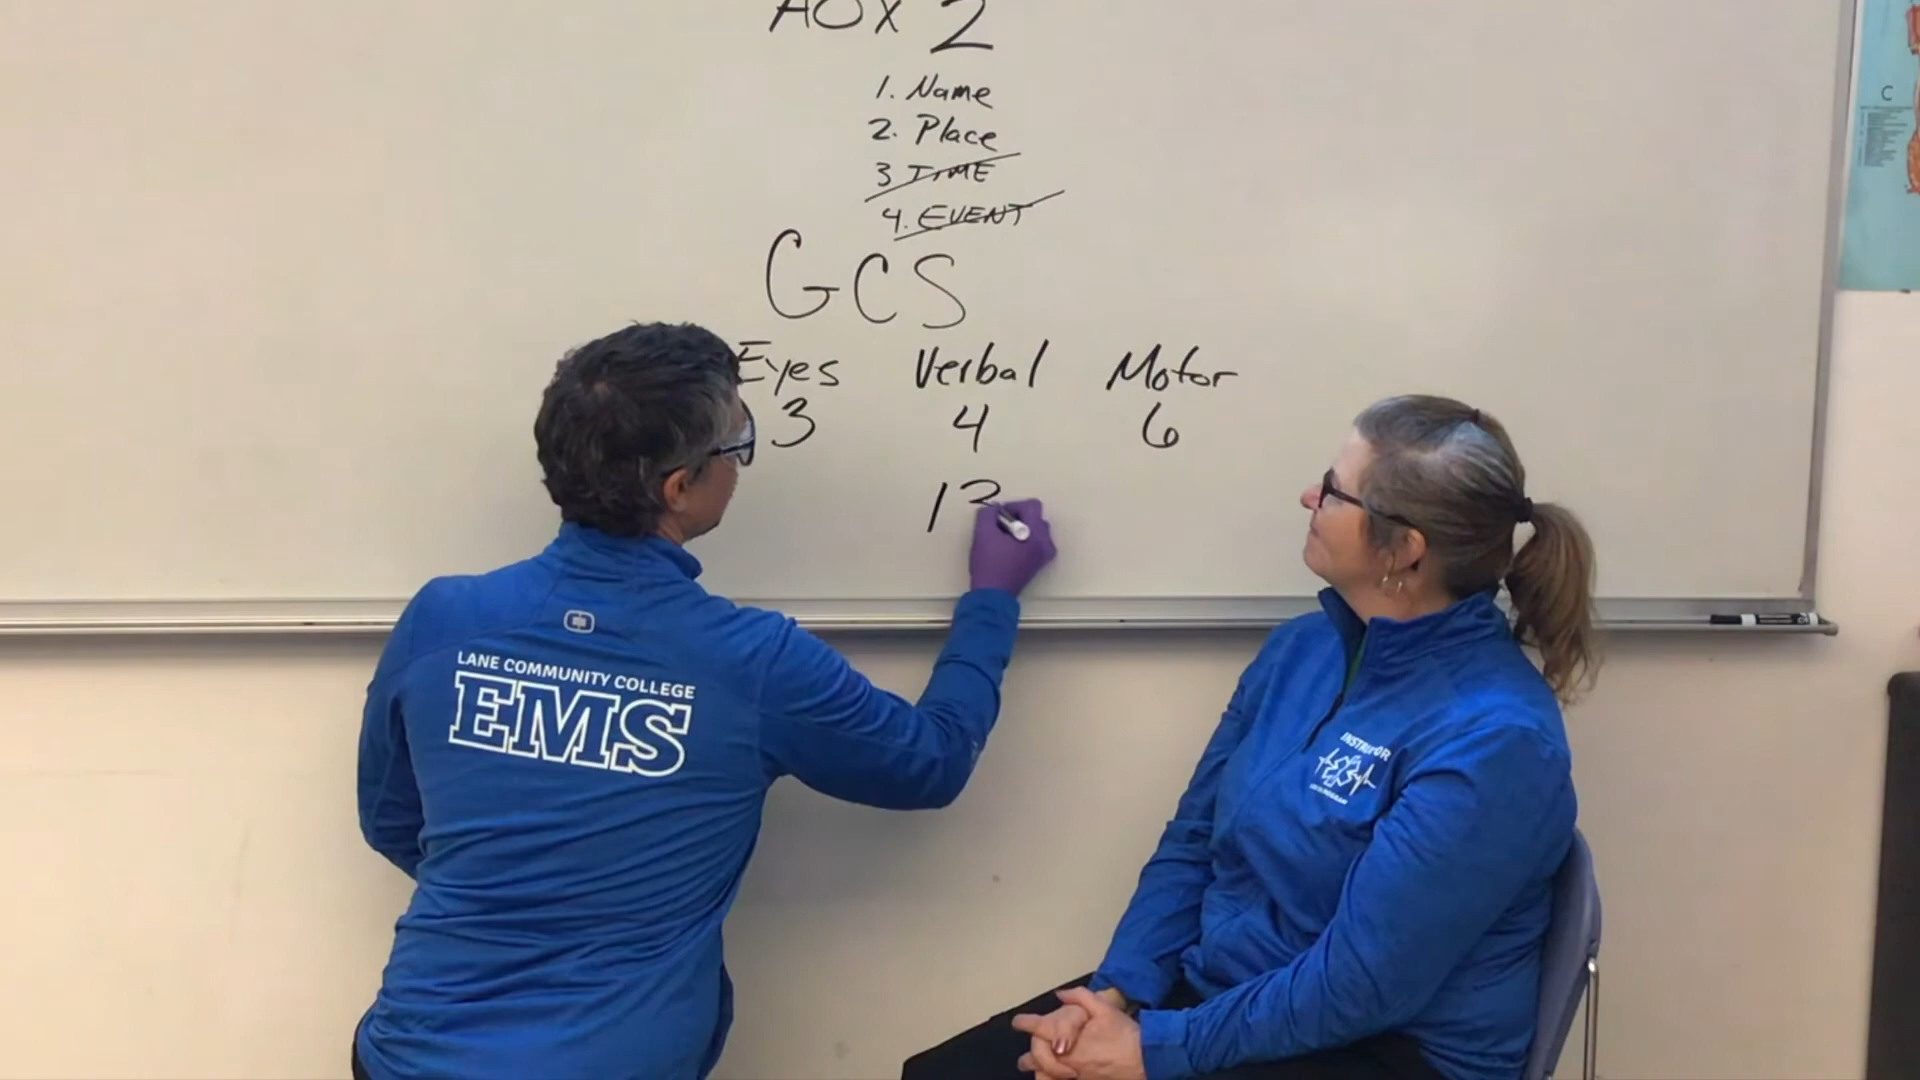 AOX 2
1. Name
2. Place
3 TIME
4. EVENT
GCS
Eyes Verbal Motor
3 4 6
13
LANE COMMUNITY COLLEGE
EMS
INSTRUCTOR
C